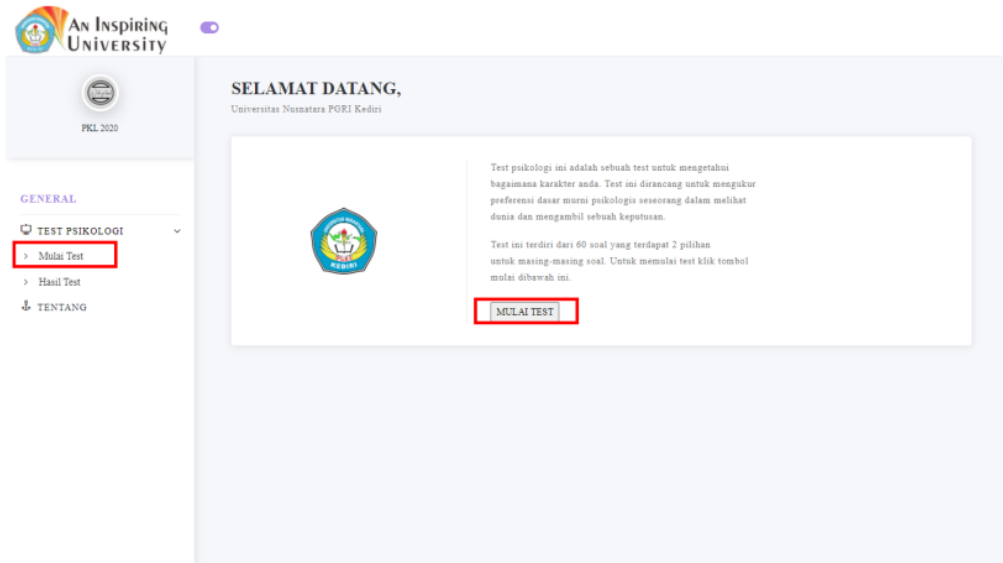 An Inspiring
University
PKL 2020
GENERAL
TEST PSIKOLOGI
Mulai Test
Hasil Test
TENTANG
SELAMAT DATANG,
Universitas Nusnatara PGRI Kediri
Test psikologi ini adalah sebuah test untuk mengetahui
bagaimana karakter anda. Test ini dirancang untuk mengukur
preferensi dasar murni psikologis seseorang dalam melihat
dunia dan mengambil sebuah keputusan.
Test ini terdiri dari 60 soal yang terdapat 2 pilihan
untuk masing-masing soal. Untuk memulai test klik tombol
mulai dibawah ini.
KEDIRI
MULAI TEST